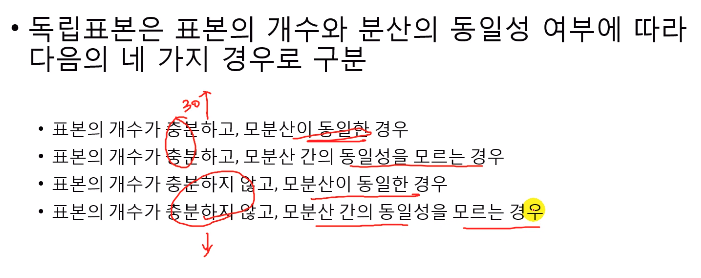 • 독립표본은 표본의 개수와 분산의 동일성 여부에 따라
다음의 네 가지 경우로 구분
30
• 표본의 개수가 충분하고, 모분산이 동일한 경우
• 표본의 개수가 충분하고, 모분산 간의 동일성을 모르는 경우
• 표본의 개수가 충분하지 않고, 모분산이 동일한 경우
• 표본의 개수가 충분하지 않고, 모분산 간의 동일성을 모르는 경우